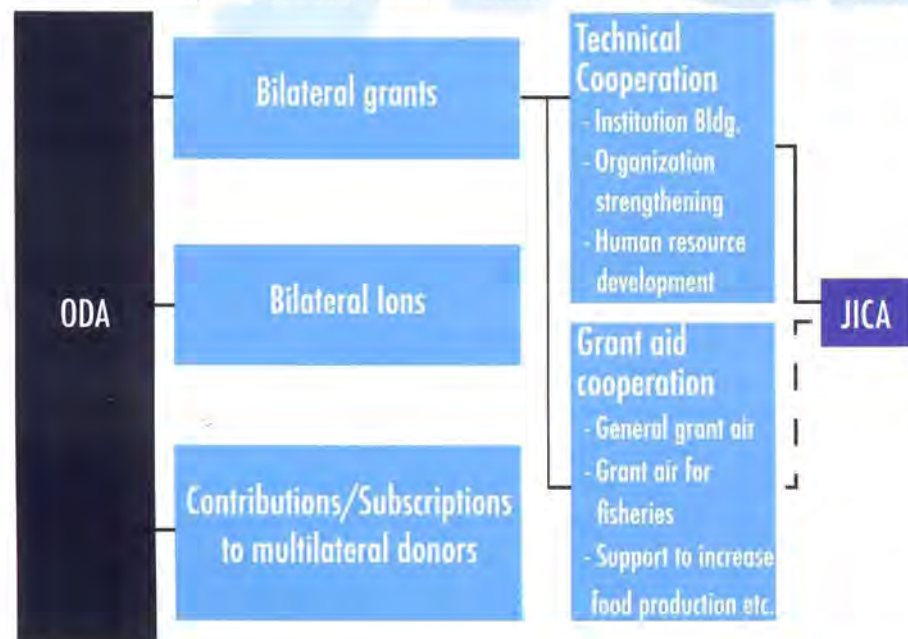 ODA
Bilateral grants
Bilateral lons
Contributions/Subscriptions
to multilateral donors
Technical
Cooperation
- Institution Bldg.
- Organization
strengthening
- Human resource
development
Grant aid
cooperation
- General grant air
- Grant air for
fisheries
- Support to increase
food production etc.
JICA